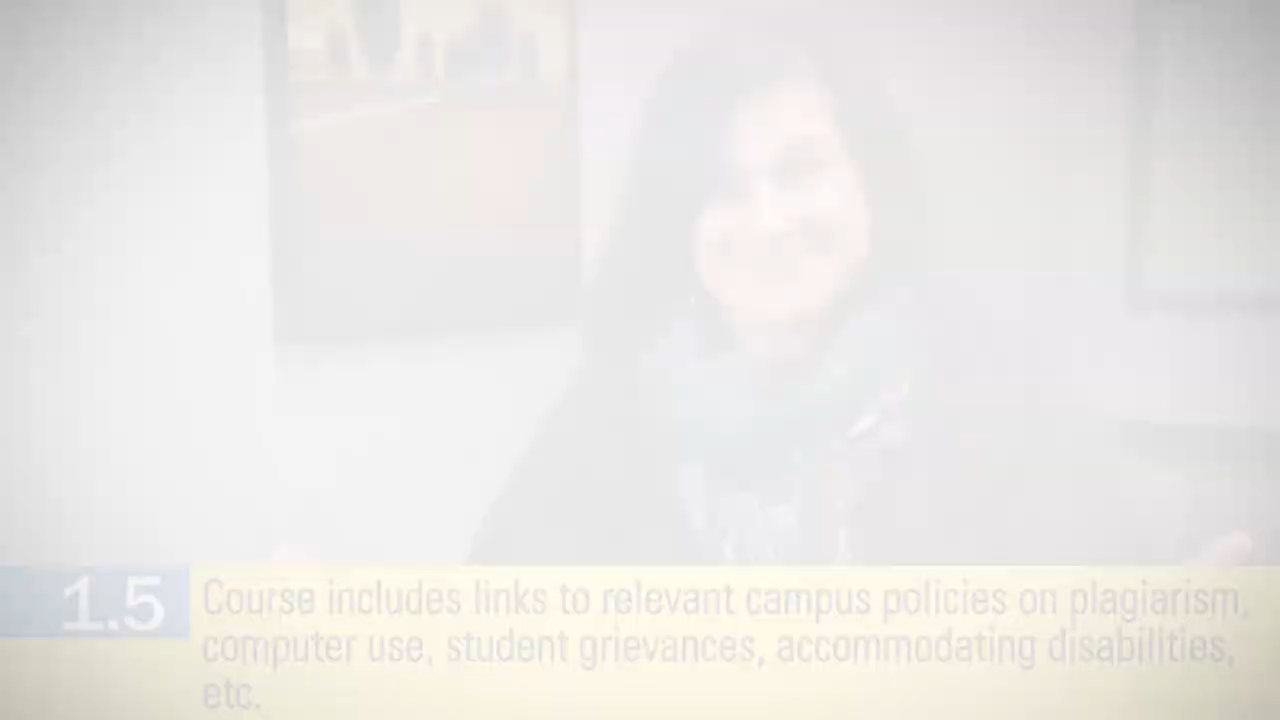 1.5
Course includes links to relevant campus policies on plagiarism,
computer use, student grievances, accommodating disabilities,
etc.